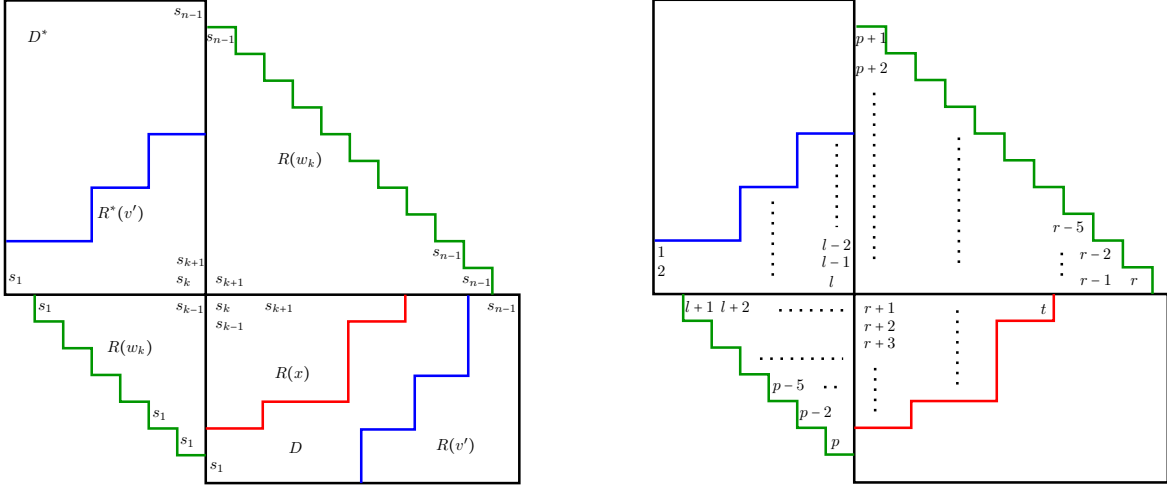 s_{n-1}
D^*
s_{n-1}
R(w_k)
R^*(v')
s_{n-1}
s_{k+1}
s_1 s_k s_{k+1} s_{n-1}
s_1 s_{k-1} s_k s_{k+1} s_{n-1}
s_{k-1}
R(w_k)
R(x)
s_1
s_1
D R(v')
s_1
p + 1
p + 2
r − 5
1 l − 2 r − 2
2 l − 1
l r − 1 r
l + 1 l + 2 r + 1 t
r + 2
r + 3
p − 5
p − 2
p